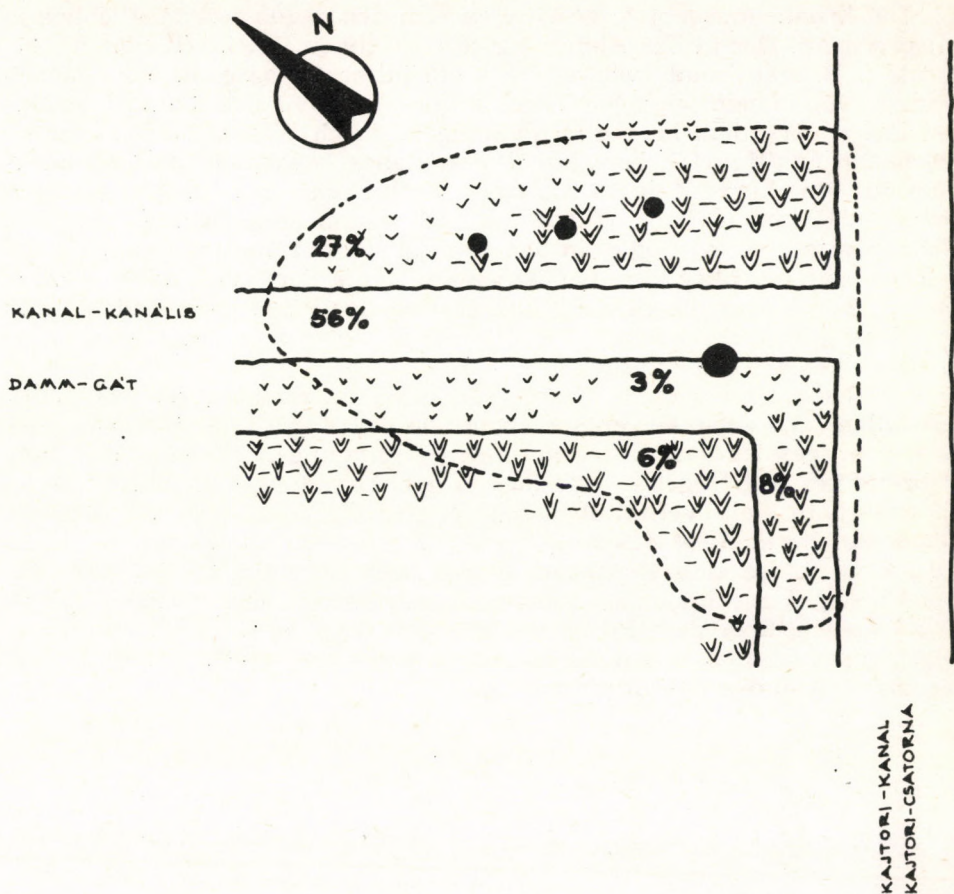 N
27%
KANAL-KANÁLIS
56%
DAMM-GÁT
3%
6%
8%
KAJTORI-KANAL
KAJTORI-CSATORNA